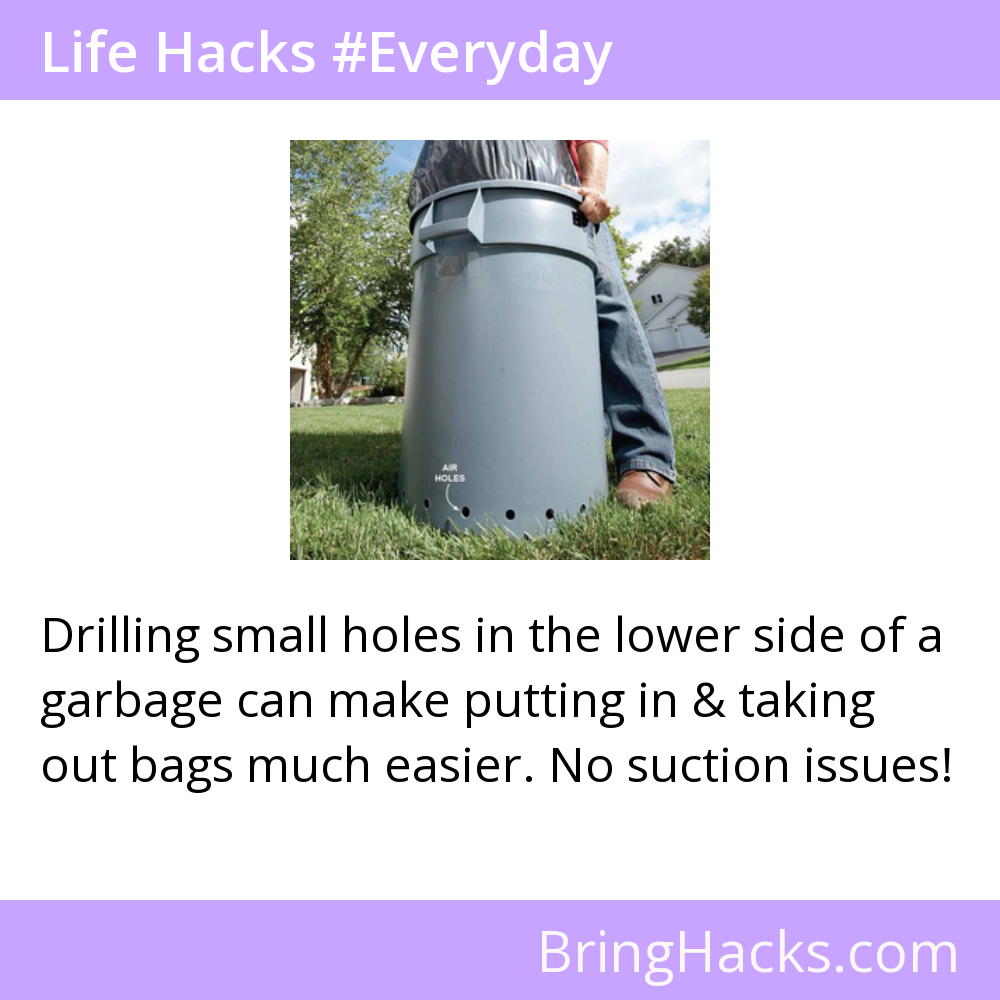 Life Hacks #Everyday
AIR
HOLES
Drilling small holes in the lower side of a
garbage can make putting in & taking
out bags much easier. No suction issues!
BringHacks.com